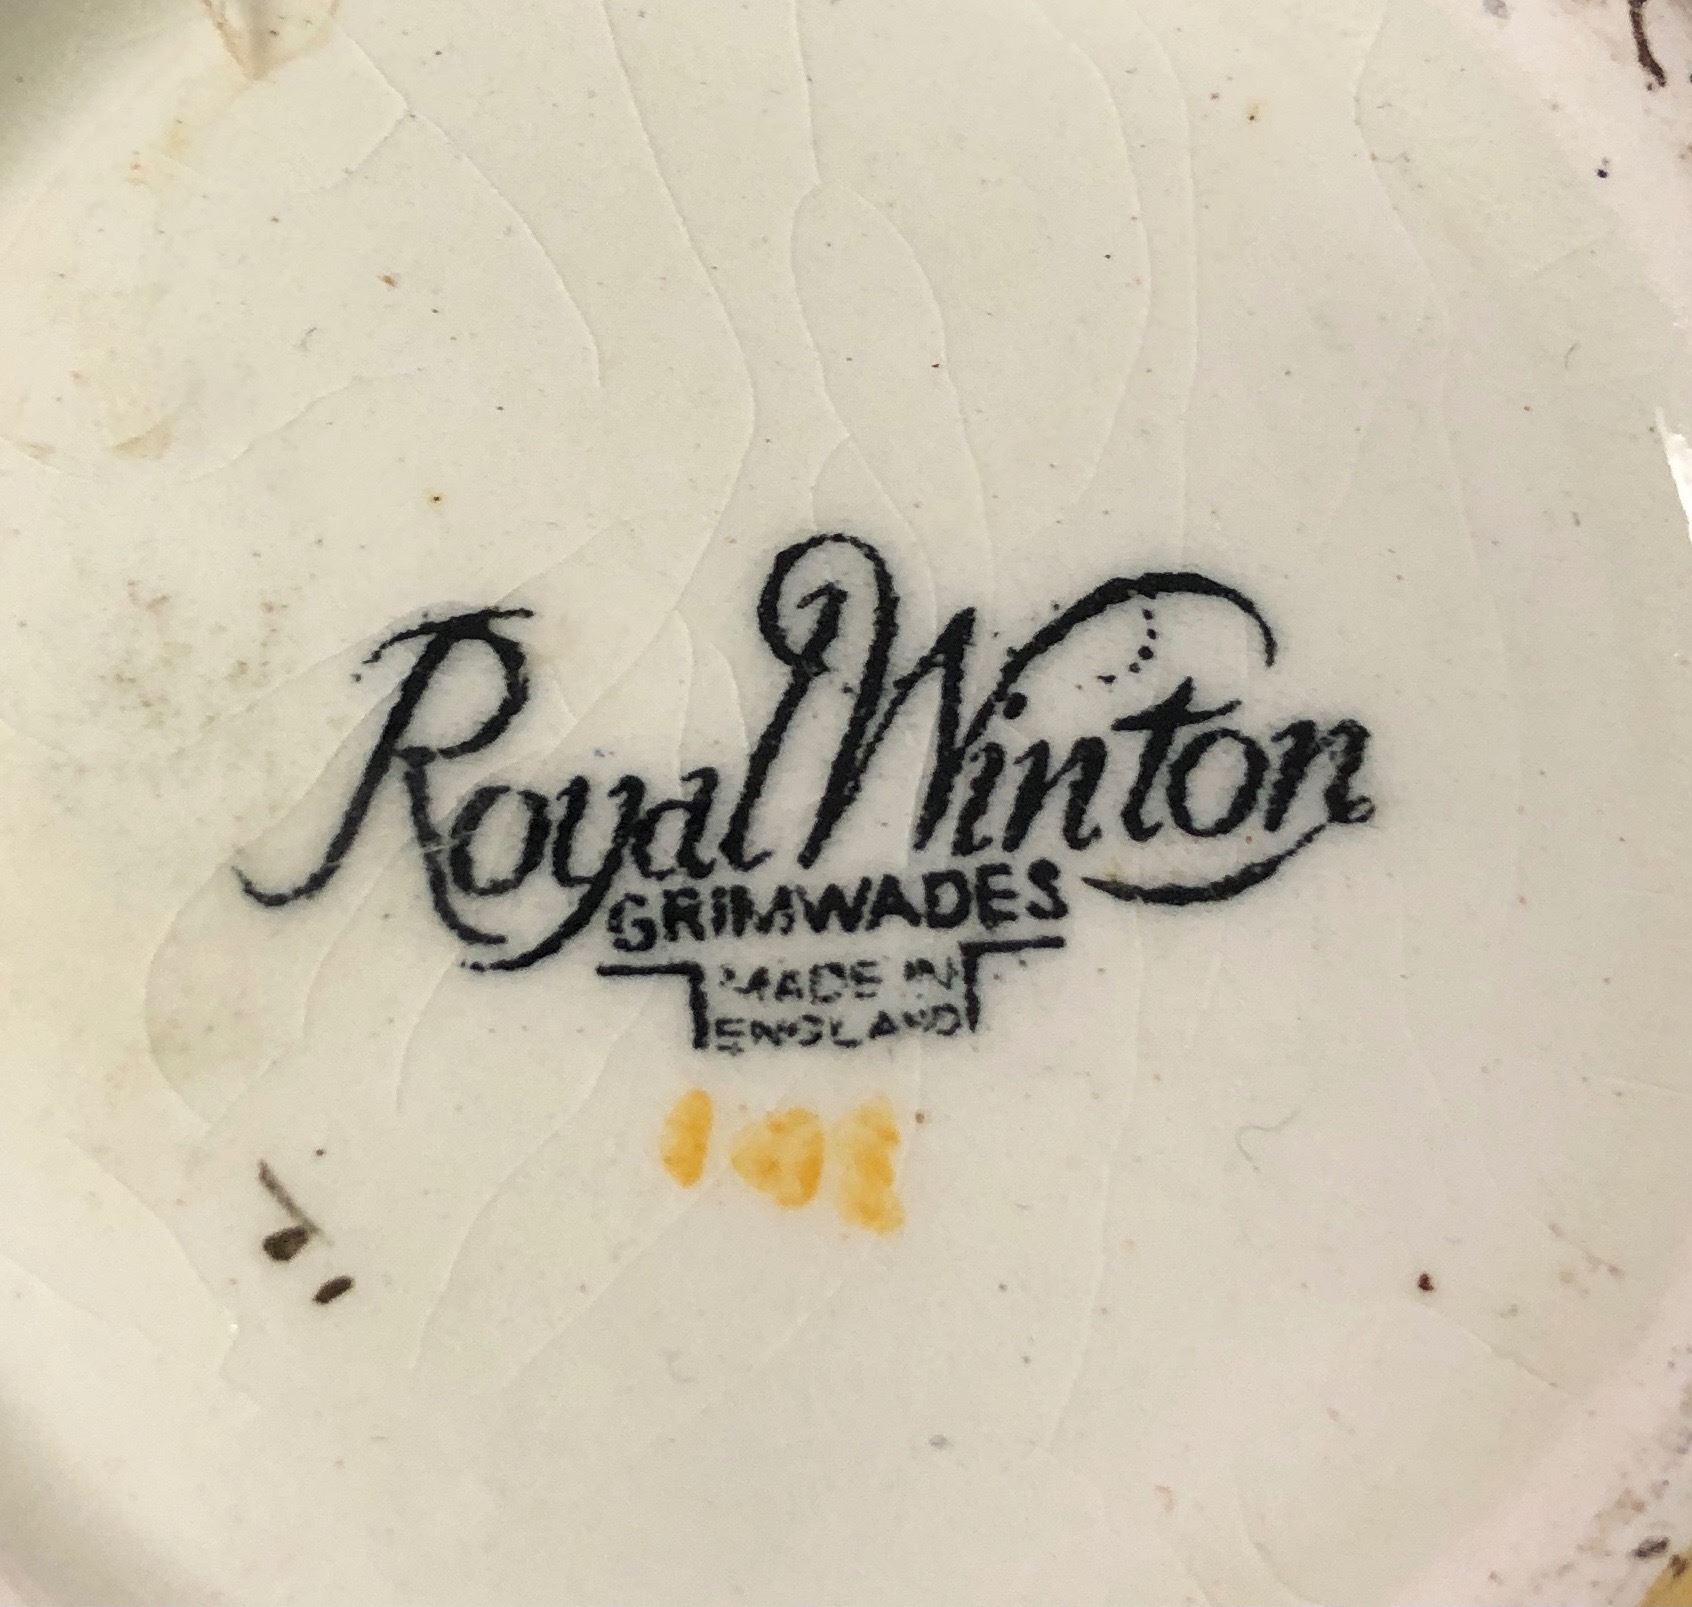 Royal Winton
GRIMWADES
MADE IN
ENGLAND